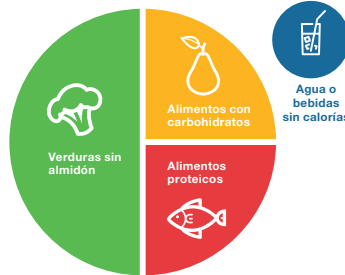 Verduras sin
almidón
Alimentos con
carbohidratos
Alimentos
proteicos
Agua o
bebidas
sin calorías